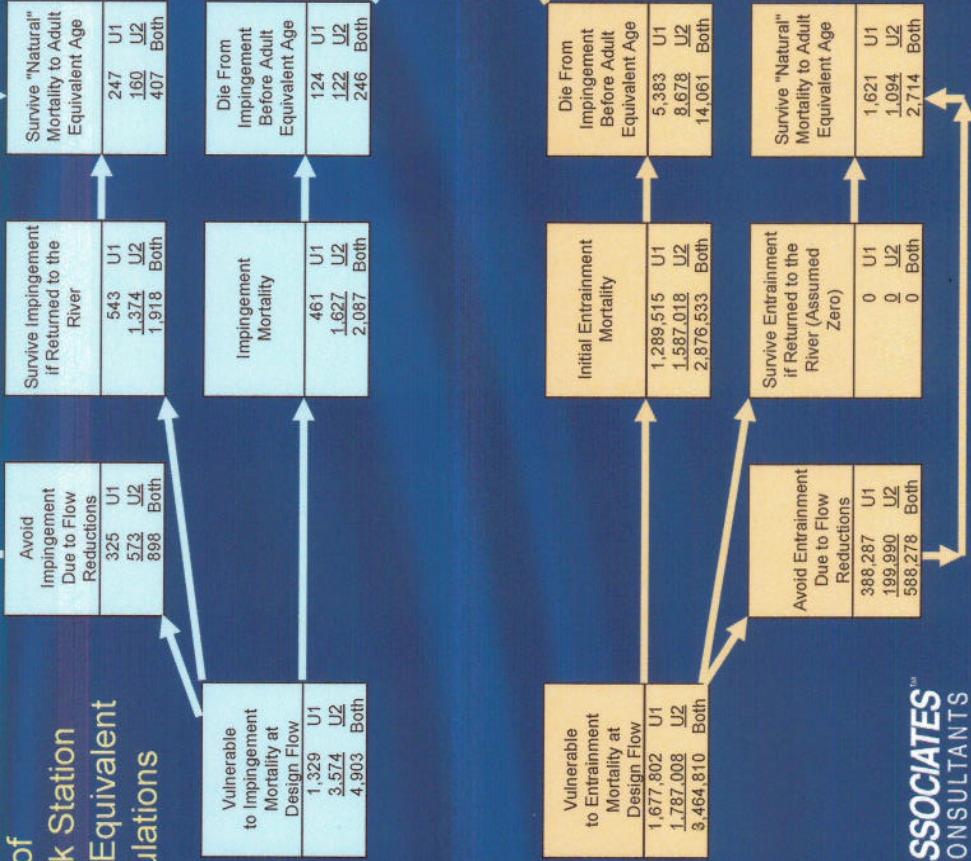 of
k Station
Equivalent
ulations
Avoid
Impingement
Due to Flow
Reductions
325 U1
573 U2
898 Both
Survive Impingement
if Returned to the
River
543 U1
1,374 U2
1,918 Both
Survive "Natural"
Mortality to Adult
Equivalent Age
247 U1
160 U2
407 Both
Vulnerable
to Impingement
Mortality at
Design Flow
1,329 U1
3,574 U2
4,903 Both
Impingement
Mortality
461 U1
1,627 U2
2,087 Both
Die From
Impingement
Before Adult
Equivalent Age
124 U1
122 U2
246 Both
Vulnerable
to Entrainment
Mortality at
Design Flow
1,677,802 U1
1,787,008 U2
3,464,810 Both
Initial Entrainment
Mortality
1,289,515 U1
1,587,018 U2
2,876,533 Both
Die From
Impingement
Before Adult
Equivalent Age
5,383 U1
8,678 U2
14,061 Both
Avoid Entrainment
Due to Flow
Reductions
388,287 U1
199,990 U2
588,278 Both
Survive Entrainment
if Returned to the
River (Assumed
Zero)
0 U1
0 U2
0 Both
Survive "Natural"
Mortality to Adult
Equivalent Age
1,621 U1
1,094 U2
2,714 Both
SSOCIATES™
ONSULTANTS